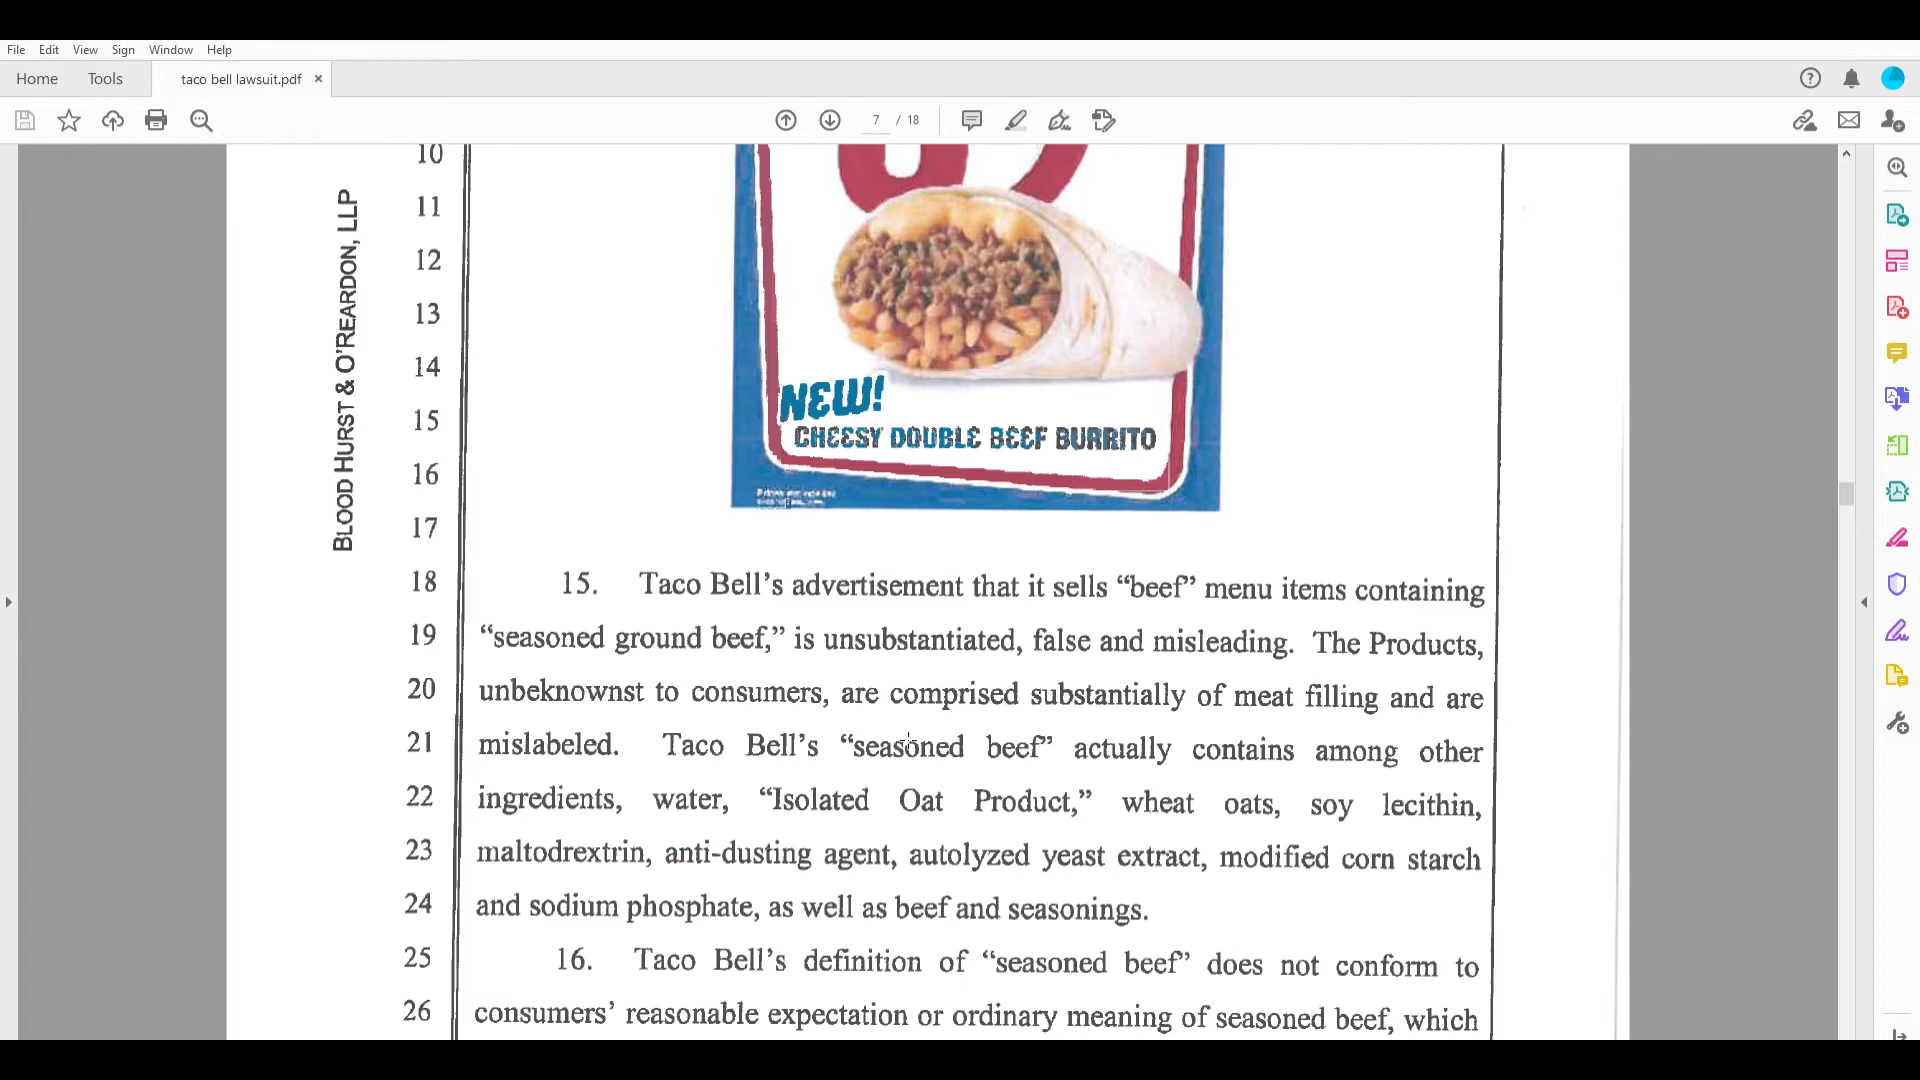 File Edit View Sign Window Help
Home Tools taco bell lawsuit.pdf
7 / 18
BLOOD HURST & O'REARDON, LLP
10
11
12
13
14
15
16
17
NEW!
CHEESY DOUBLE BEEF BURRITO
18 15. Taco Bell’s advertisement that it sells “beef” menu items containing
19 “seasoned ground beef,” is unsubstantiated, false and misleading. The Products,
20 unbeknownst to consumers, are comprised substantially of meat filling and are
21 mislabeled. Taco Bell’s “seasoned beef” actually contains among other
22 ingredients, water, “Isolated Oat Product,” wheat oats, soy lecithin,
23 maltodrextrin, anti-dusting agent, autolyzed yeast extract, modified corn starch
24 and sodium phosphate, as well as beef and seasonings.
25 16. Taco Bell’s definition of “seasoned beef” does not conform to
26 consumers’ reasonable expectation or ordinary meaning of seasoned beef, which